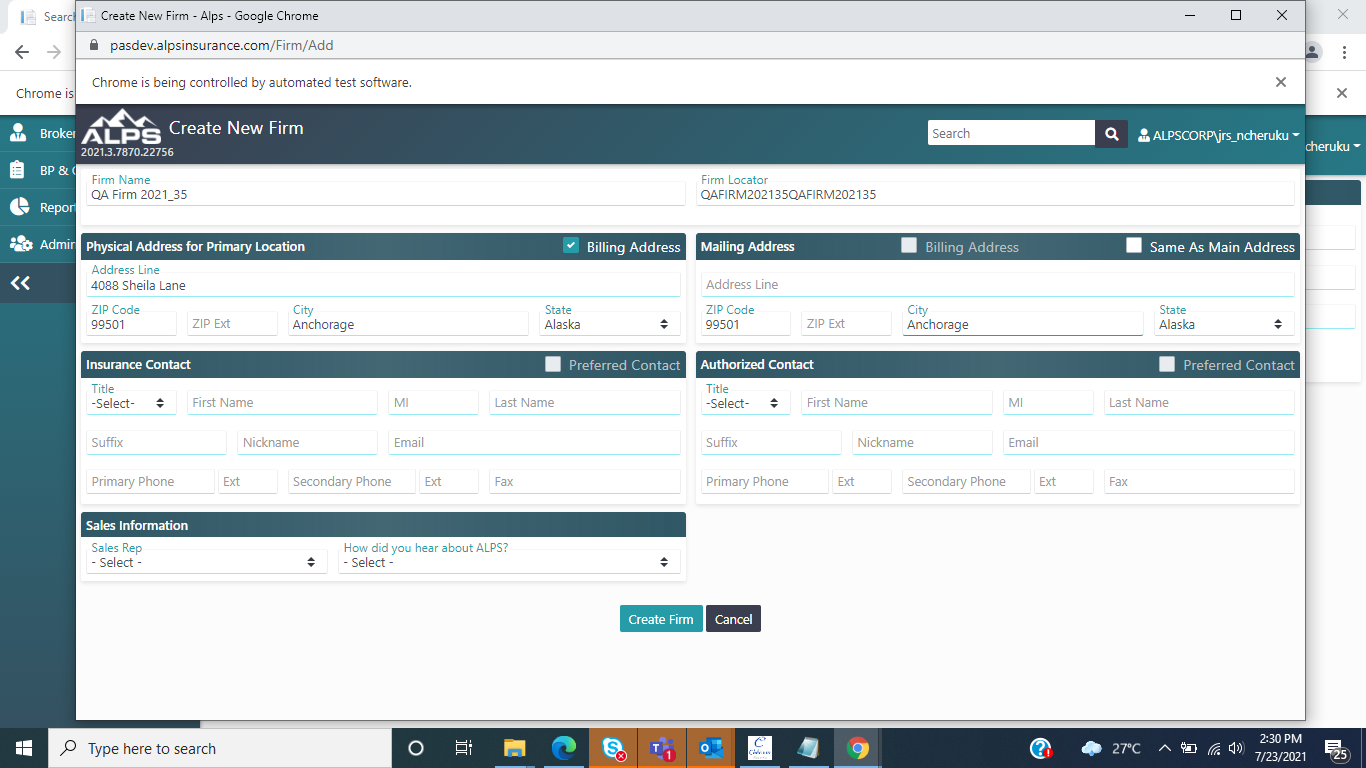 Search
Create New Firm - Alps - Google Chrome
pasdev.alpsinsurance.com/Firm/Add
Chrome is
Chrome is being controlled by automated test software.
Broker
BP &
Report
Admin
cheruku
ALPS
2021.3.7870.22756
Create New Firm
Search
ALPSCORP\jrs_ncheruku
Firm Name
QA Firm 2021_35
Firm Locator
QAFIRM202135QAFIRM202135
Physical Address for Primary Location
Billing Address
Address Line
4088 Sheila Lane
ZIP Code
99501
ZIP Ext
City
Anchorage
State
Alaska
Mailing Address
Billing Address
Same As Main Address
Address Line
ZIP Code
99501
ZIP Ext
City
Anchorage
State
Alaska
Insurance Contact
Preferred Contact
Title
-Select-
First Name
MI
Last Name
Suffix
Nickname
Email
Primary Phone
Ext
Secondary Phone
Ext
Fax
Authorized Contact
Preferred Contact
Title
-Select-
First Name
MI
Last Name
Suffix
Nickname
Email
Primary Phone
Ext
Secondary Phone
Ext
Fax
Sales Information
Sales Rep
- Select -
How did you hear about ALPS?
- Select -
Create Firm
Cancel
Type here to search
1
27°C
2:30 PM
7/23/2021
25